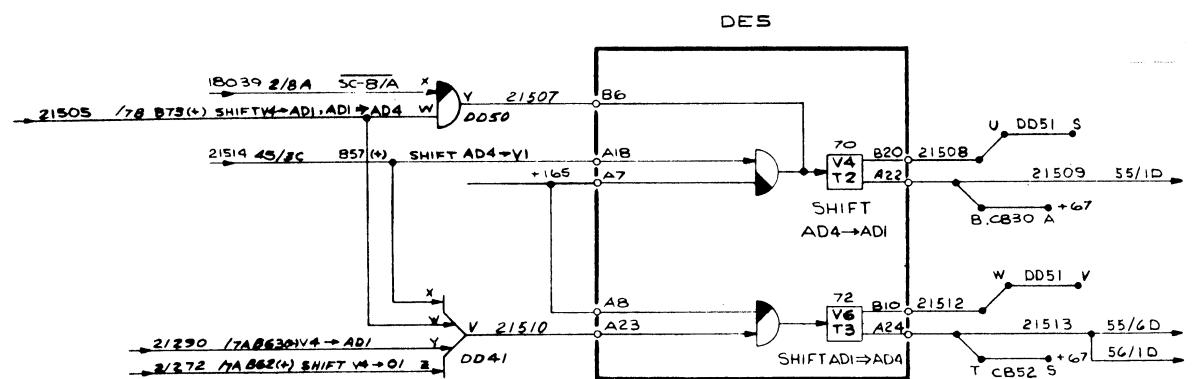 DE5
18039 2/8A SC-8/A X
21505 /7B B73(+) SHIFT V4→AD1, AD1→AD4 W
V 21507 B6
DD50
U DD51 S
21514 45/3C B57(+) SHIFT AD4→V1 A18
70
V4
T2
B20 21508
+165 A7
A22 21509 55/1D
SHIFT
AD4→AD1
B. CB30 A +67
W DD51 V
X A8
72
V6
T3
B10 21512
W V 21510 A23
A24 21513 55/6D
21290 /7A B63(+) V4→AD1 Y
DD41
21272 /7A B62(+) SHIFT V4→01 Z
SHIFT AD1⇒AD4
T CB52 S +67
56/1D